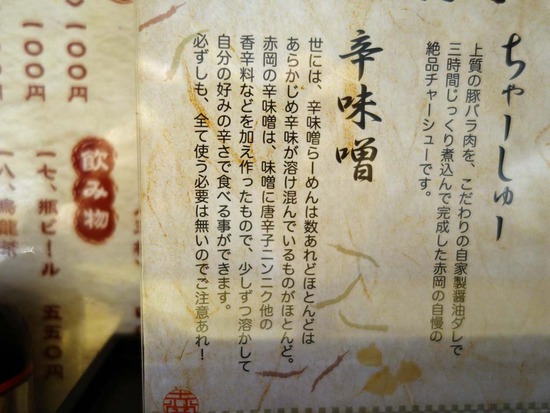 ちゃーしゅー
上質の豚バラ肉を、こだわりの自家製醤油ダレで
三時間じっくり煮込んで完成した赤岡の自慢の
絶品チャーシューです。
辛味噌
世には、辛味噌らーめんは数あれどほとんどは
あらかじめ辛味が溶け混んでいるものがほとんど。
赤岡の辛味噌は、味噌に唐辛子ニンニク他の
香辛料などを加え作ったもので、少しずつ溶かして
自分の好みの辛さで食べる事ができます。
必ずしも、全て使う必要は無いのでご注意あれ！
一〇〇円
一〇〇円
飲み物
一七、瓶ビール 五五〇円
一八、烏龍茶